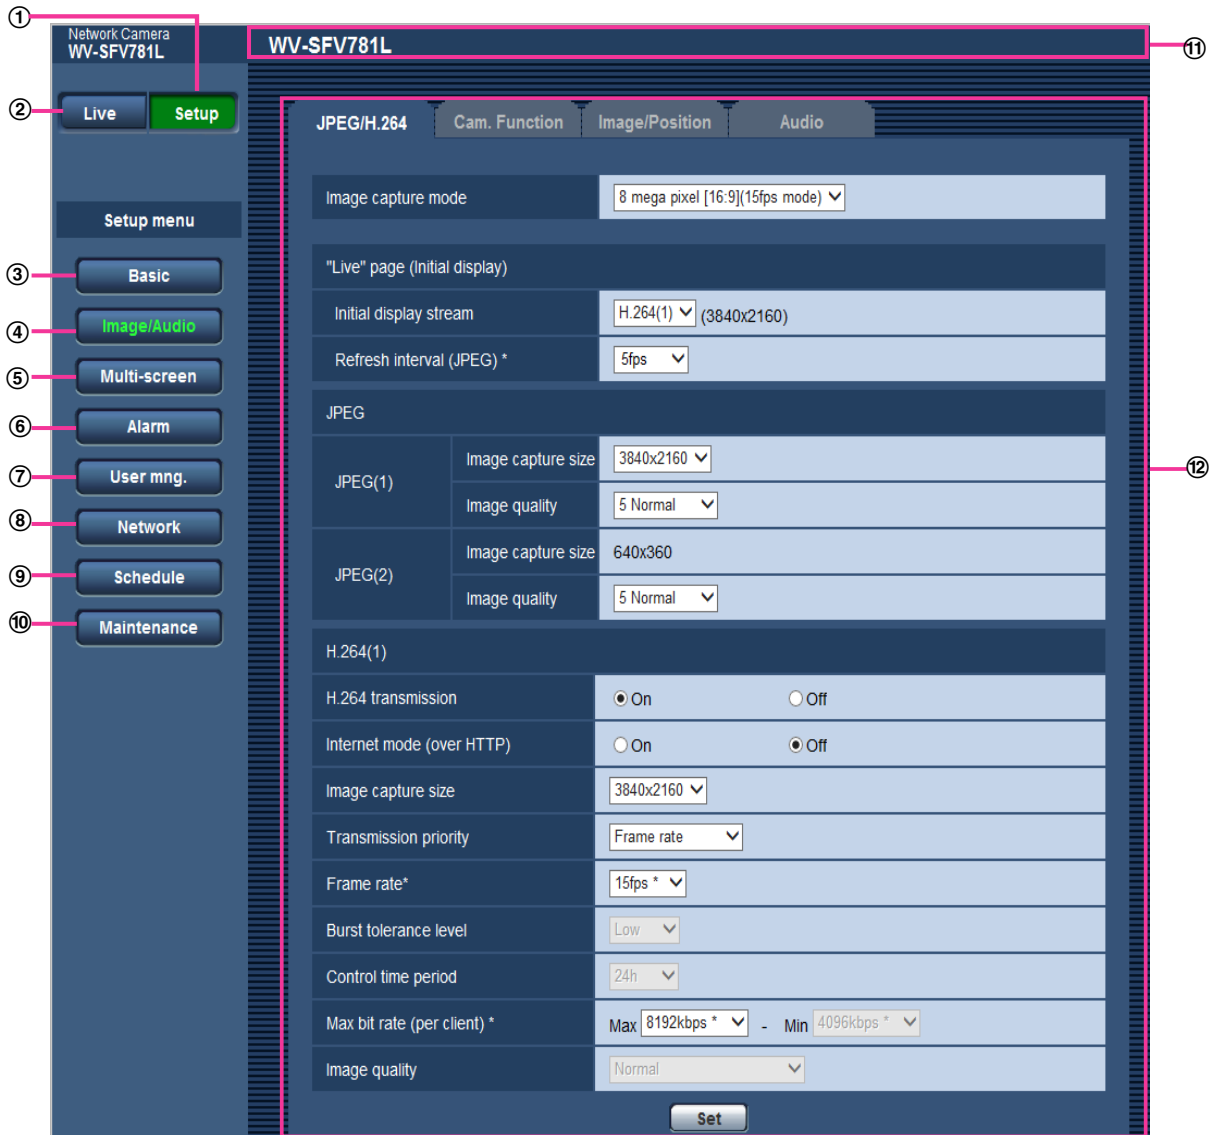 ①
Network Camera
WV-SFV781L
WV-SFV781L
⑪
② Live Setup
JPEG/H.264 Cam. Function Image/Position Audio
Image capture mode 8 mega pixel [16:9](15fps mode)
Setup menu
"Live" page (Initial display)
③ Basic
Initial display stream H.264(1) (3840x2160)
④ Image/Audio
Refresh interval (JPEG) * 5fps
⑤ Multi-screen
JPEG
⑥ Alarm
JPEG(1) Image capture size 3840x2160
⑫
⑦ User mng.
Image quality 5 Normal
⑧ Network
JPEG(2) Image capture size 640x360
⑨ Schedule
Image quality 5 Normal
⑩ Maintenance
H.264(1)
H.264 transmission On Off
Internet mode (over HTTP) On Off
Image capture size 3840x2160
Transmission priority Frame rate
Frame rate* 15fps *
Burst tolerance level Low
Control time period 24h
Max bit rate (per client) * Max 8192kbps * - Min 4096kbps *
Image quality Normal
Set